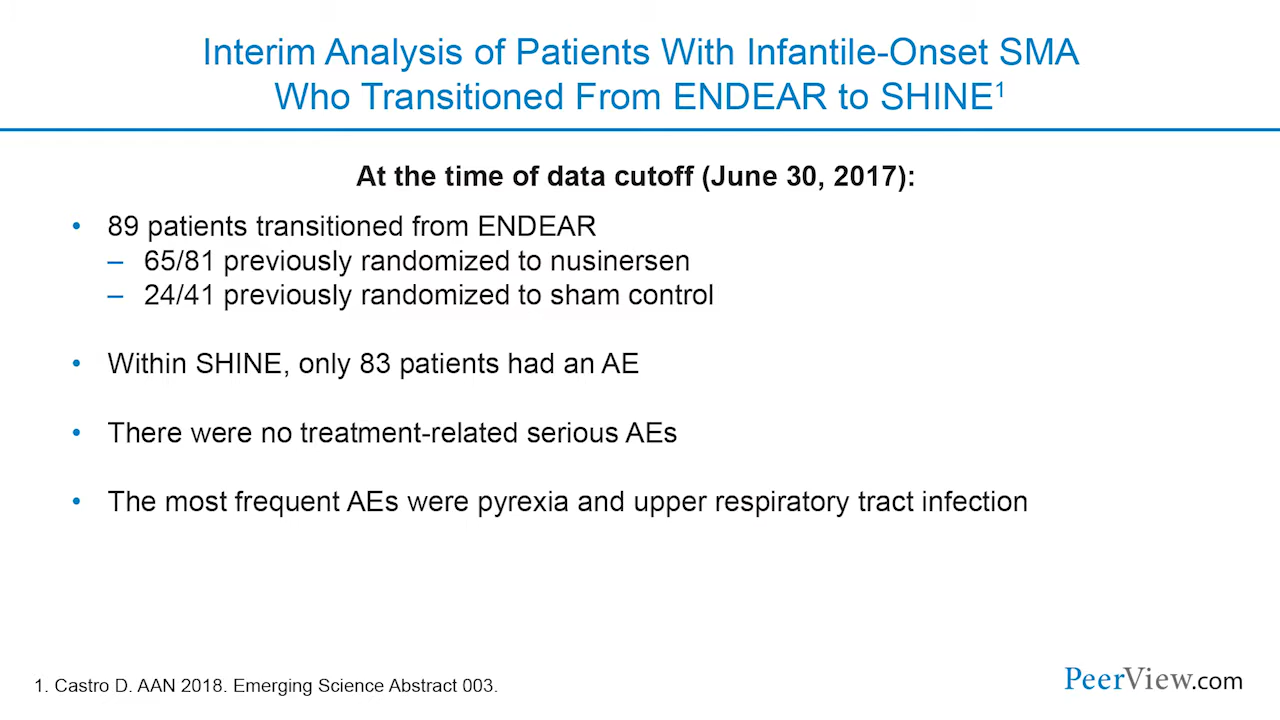 Interim Analysis of Patients With Infantile-Onset SMA
Who Transitioned From ENDEAR to SHINE¹
At the time of data cutoff (June 30, 2017):
• 89 patients transitioned from ENDEAR
– 65/81 previously randomized to nusinersen
– 24/41 previously randomized to sham control
• Within SHINE, only 83 patients had an AE
• There were no treatment-related serious AEs
• The most frequent AEs were pyrexia and upper respiratory tract infection
1. Castro D. AAN 2018. Emerging Science Abstract 003.
PeerView.com